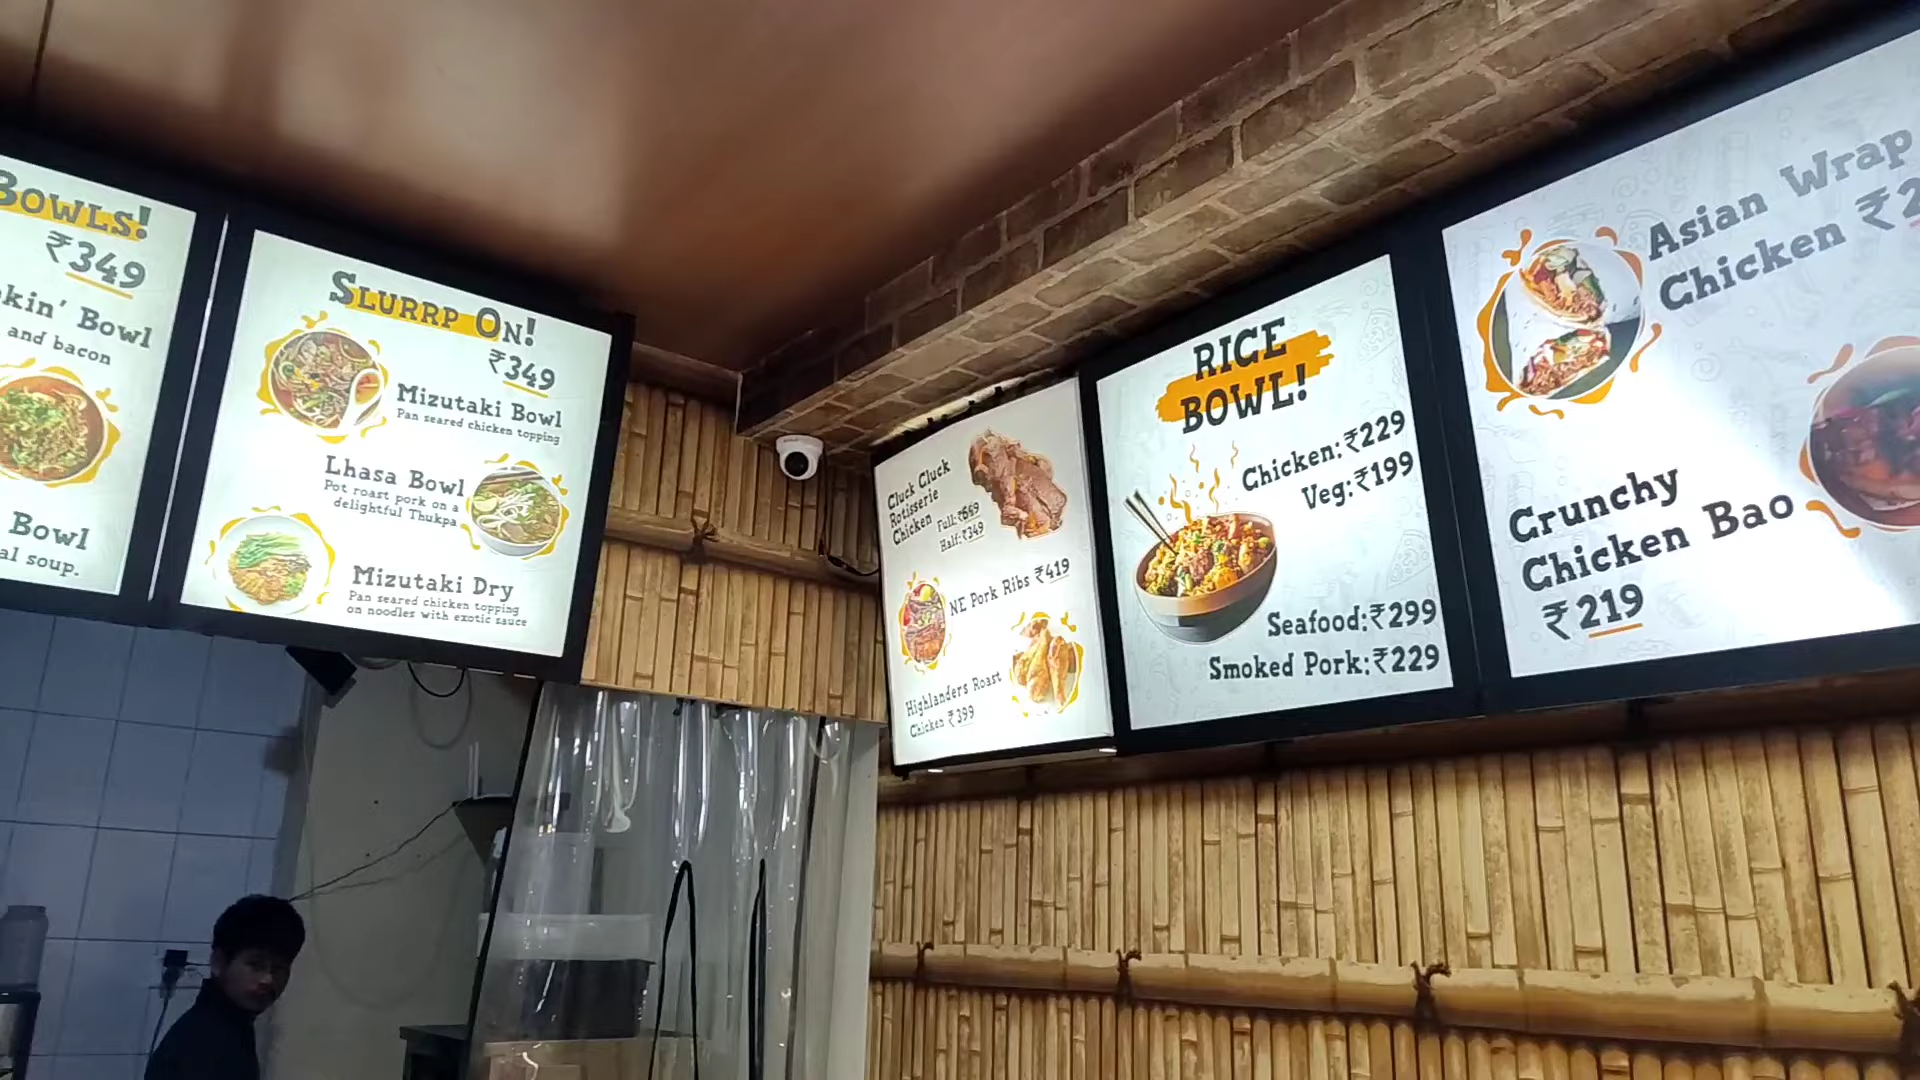 BOWLS!
₹349
kin' Bowl
and bacon
Bowl
al soup.
SLURRP ON!
₹349
Mizutaki Bowl
Pan seared chicken topping
Lhasa Bowl
Pot roast pork on a
delightful Thukpa
Mizutaki Dry
Pan seared chicken topping
on noodles with exotic sauce
Cluck Cluck
Rotisserie
Chicken Full:₹669
Half:₹349
NE Pork Ribs ₹419
Highlanders Roast
Chicken ₹399
RICE
BOWL!
Chicken:₹229
Veg:₹199
Seafood:₹299
Smoked Pork:₹229
Asian Wrap
Chicken ₹2
Crunchy
Chicken Bao
₹219